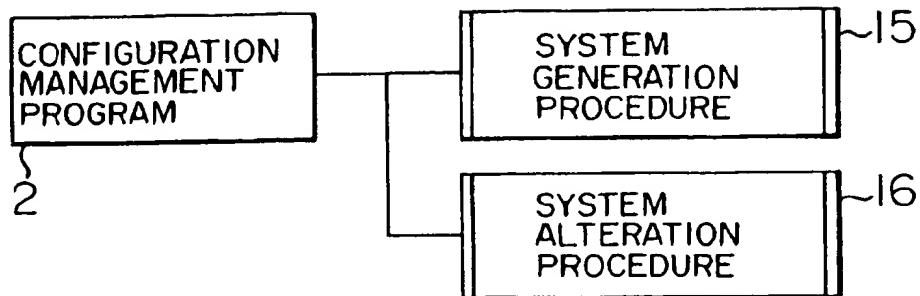 CONFIGURATION
MANAGEMENT
PROGRAM
2
SYSTEM
GENERATION
PROCEDURE
15
SYSTEM
ALTERATION
PROCEDURE
16